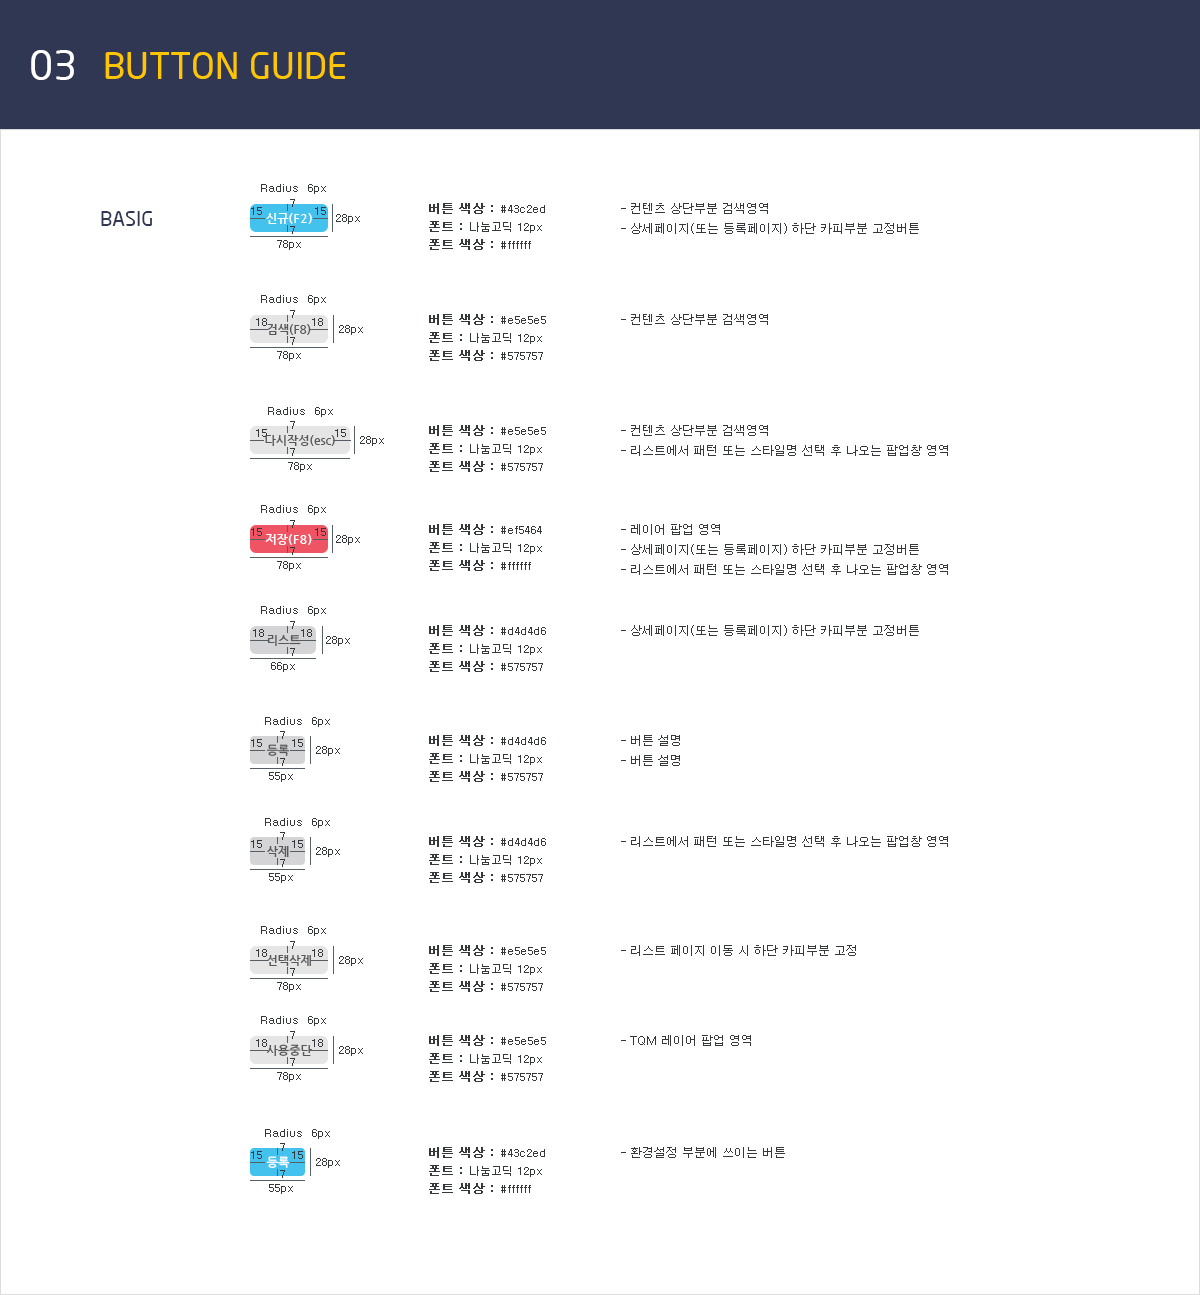 03 BUTTON GUIDE
BASIG
Radius 6px
7
15 신규(F2) 15
7
28px
78px
버튼 색상 : #43c2ed
폰트 : 나눔고딕 12px
폰트 색상 : #ffffff
- 컨텐츠 상단부분 검색영역
- 상세페이지(또는 등록페이지) 하단 카피부분 고정버튼
Radius 6px
7
18 검색(F8) 18
7
28px
78px
버튼 색상 : #e5e5e5
폰트 : 나눔고딕 12px
폰트 색상 : #575757
- 컨텐츠 상단부분 검색영역
Radius 6px
7
15 다시작성(esc) 15
7
28px
78px
버튼 색상 : #e5e5e5
폰트 : 나눔고딕 12px
폰트 색상 : #575757
- 컨텐츠 상단부분 검색영역
- 리스트에서 패턴 또는 스타일명 선택 후 나오는 팝업창 영역
Radius 6px
7
15 저장(F8) 15
7
28px
78px
버튼 색상 : #ef5464
폰트 : 나눔고딕 12px
폰트 색상 : #ffffff
- 레이어 팝업 영역
- 상세페이지(또는 등록페이지) 하단 카피부분 고정버튼
- 리스트에서 패턴 또는 스타일명 선택 후 나오는 팝업창 영역
Radius 6px
7
18 리스트 18
7
28px
66px
버튼 색상 : #d4d4d6
폰트 : 나눔고딕 12px
폰트 색상 : #575757
- 상세페이지(또는 등록페이지) 하단 카피부분 고정버튼
Radius 6px
7
15 등록 15
7
28px
55px
버튼 색상 : #d4d4d6
폰트 : 나눔고딕 12px
폰트 색상 : #575757
- 버튼 설명
- 버튼 설명
Radius 6px
7
15 삭제 15
7
28px
55px
버튼 색상 : #d4d4d6
폰트 : 나눔고딕 12px
폰트 색상 : #575757
- 리스트에서 패턴 또는 스타일명 선택 후 나오는 팝업창 영역
Radius 6px
7
18 선택삭제 18
7
28px
78px
버튼 색상 : #e5e5e5
폰트 : 나눔고딕 12px
폰트 색상 : #575757
- 리스트 페이지 이동 시 하단 카피부분 고정
Radius 6px
7
18 사용중단 18
7
28px
78px
버튼 색상 : #e5e5e5
폰트 : 나눔고딕 12px
폰트 색상 : #575757
- TQM 레이어 팝업 영역
Radius 6px
7
15 등록 15
7
28px
55px
버튼 색상 : #43c2ed
폰트 : 나눔고딕 12px
폰트 색상 : #ffffff
- 환경설정 부분에 쓰이는 버튼